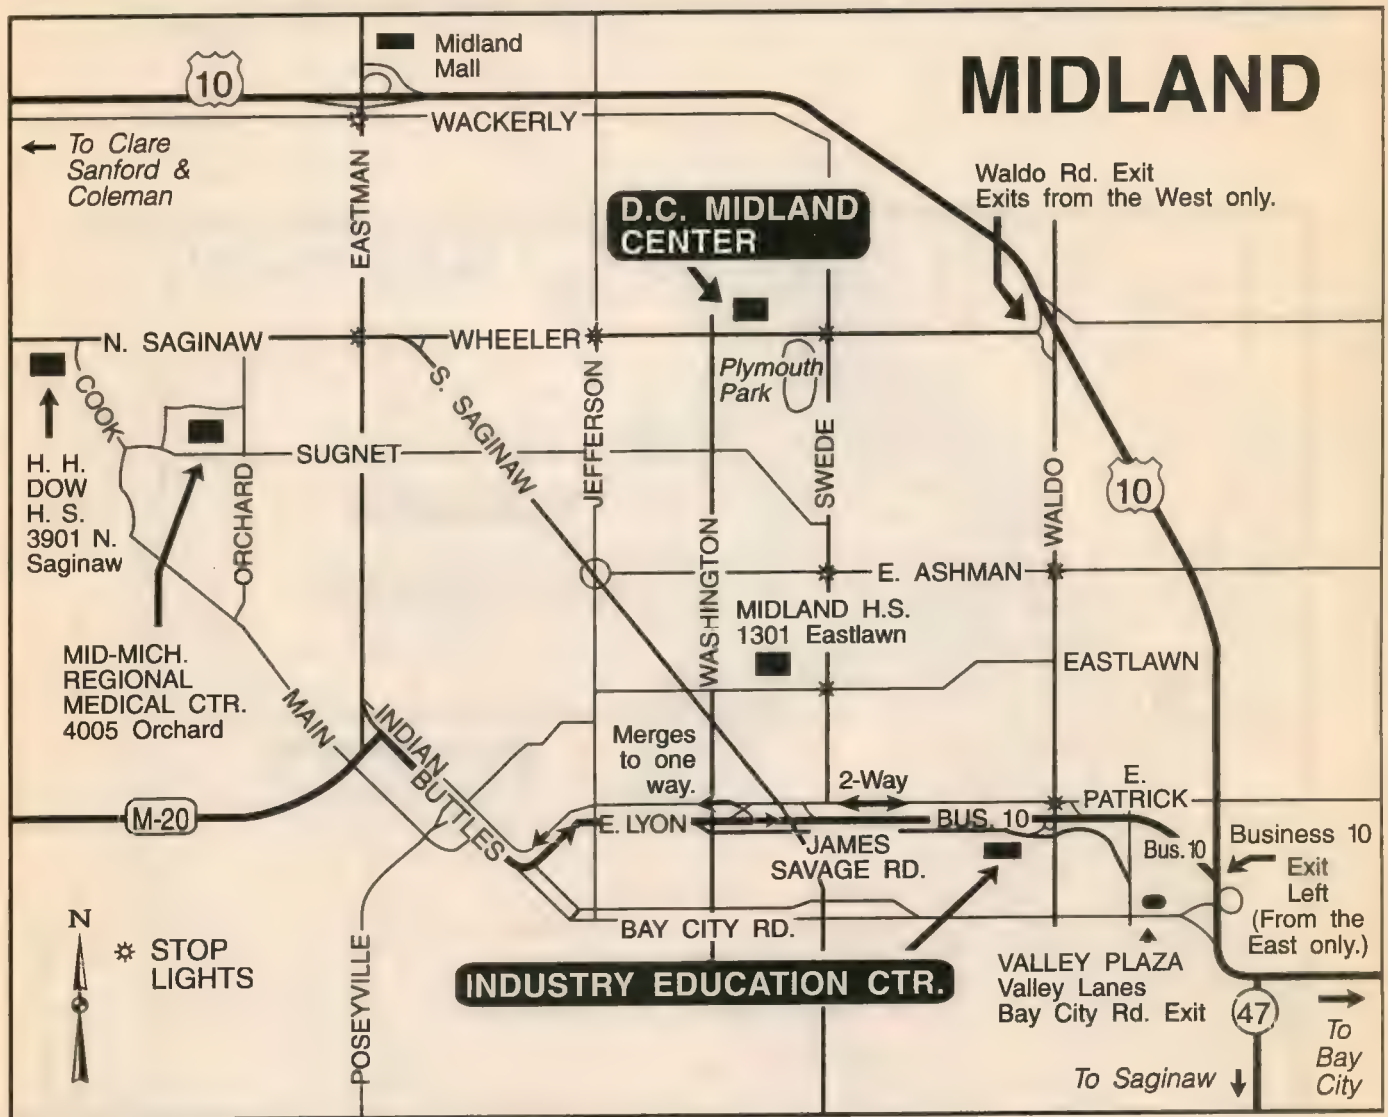 MIDLAND
Midland
Mall
10
WACKERLY
To Clare
Sanford &
Coleman
EASTMAN
Waldo Rd. Exit
Exits from the West only.
D.C. MIDLAND
CENTER
N. SAGINAW
WHEELER
Plymouth
Park
COOK
S. SAGINAW
JEFFERSON
SWEDE
WALDO
10
SUGNET
H. H.
DOW
H. S.
3901 N.
Saginaw
ORCHARD
WASHINGTON
E. ASHMAN
MIDLAND H.S.
1301 Eastlawn
EASTLAWN
MID-MICH.
REGIONAL
MEDICAL CTR.
4005 Orchard
MAIN
INDIAN
BUTTLES
Merges
to one
way.
2-Way
E.
PATRICK
M-20
E. LYON
BUS. 10
JAMES
SAVAGE RD.
Bus.10
Business 10
Exit
Left
(From the
East only.)
BAY CITY RD.
N
STOP
LIGHTS
POSEYVILLE
INDUSTRY EDUCATION CTR.
VALLEY PLAZA
Valley Lanes
Bay City Rd. Exit
47
To
Bay
City
To Saginaw